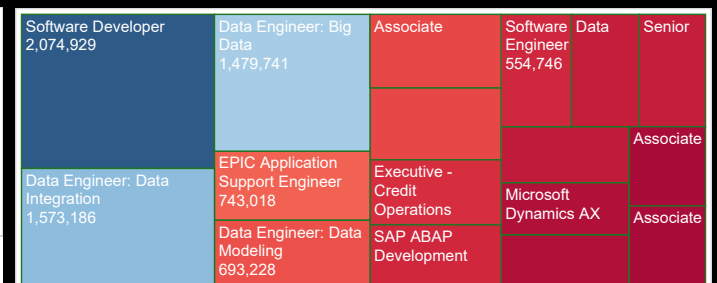 Software Developer
2,074,929
Data Engineer: Data
Integration
1,573,186
Data Engineer: Big
Data
1,479,741
EPIC Application
Support Engineer
743,018
Data Engineer: Data
Modeling
693,228
Associate
Executive -
Credit
Operations
SAP ABAP
Development
Software
Engineer
554,746
Data
Senior
Microsoft
Dynamics AX
Associate
Associate